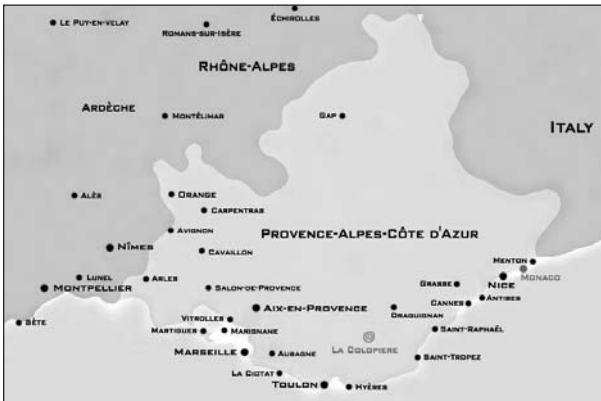 ÉCHIROLLES
LE PUY-EN-VELAY
ROMANS-SUR-ISÈRE
RHÔNE-ALPES
ARDÈCHE
MONTÉLIMAR
GAP
ITALY
ALÈS
ORANGE
CARPENTRAS
AVIGNON
PROVENCE-ALPES-CÔTE D'AZUR
NÎMES
CAVAILLON
MENTON
MONACO
LUNEL
ARLES
NICE
MONTPELLIER
SALON-DE-PROVENCE
GRASSE
ANTIBES
CANNES
AIX-EN-PROVENCE
DRAGUIGNAN
SÈTE
VITROLLES
MARTIGUES
MARIGNANE
SAINT-RAPHAËL
LA COLOPIERE
MARSEILLE
AUBAGNE
SAINT-TROPEZ
LA CIOTAT
TOULON
HYÈRES